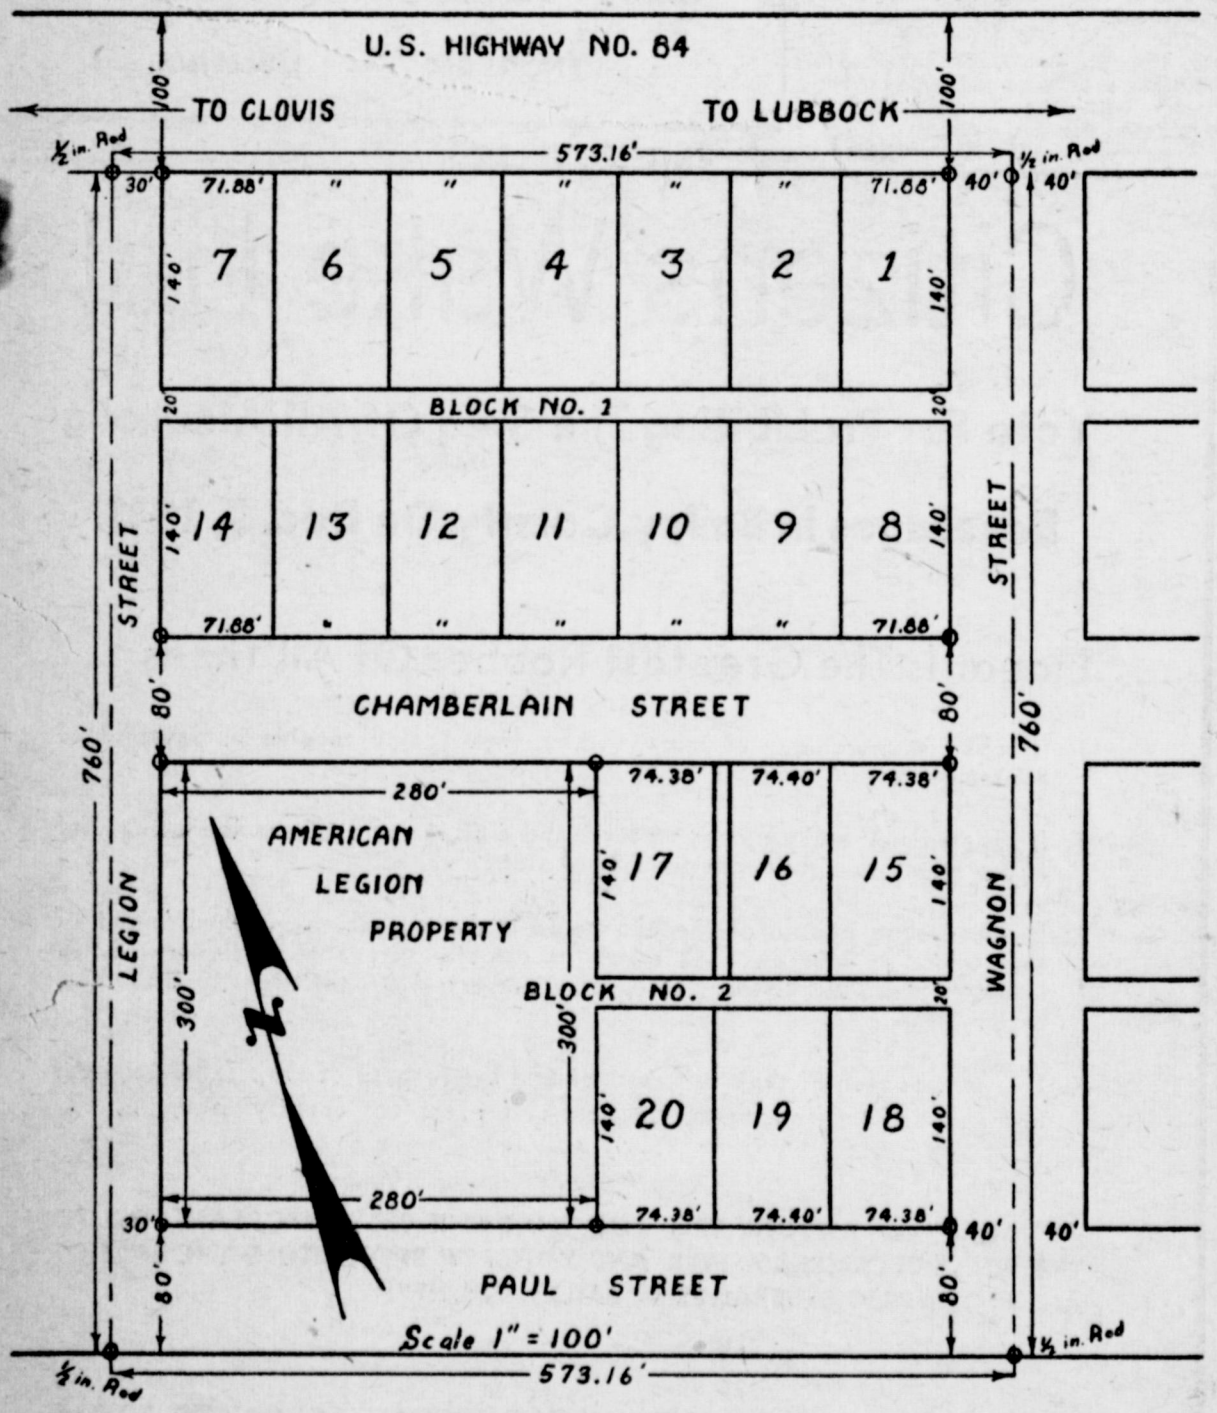 U. S. HIGHWAY NO. 84
100' 100'
TO CLOVIS TO LUBBOCK
½ in. Rod 573.16' ½ in. Rod
30' 71.88' " " " " " 71.88' 40' 40'
140' 7 6 5 4 3 2 1 140'
20' BLOCK NO. 1 20'
140' 14 13 12 11 10 9 8 140'
71.88' " " " " " 71.88'
STREET STREET
80' CHAMBERLAIN STREET 80'
760' 760'
280' 74.38' 74.40' 74.38'
AMERICAN
LEGION
PROPERTY
140' 17 16 15 140'
LEGION WAGNON
BLOCK NO. 2 20'
300' N 300'
140' 20 19 18 140'
280' 74.38' 74.40' 74.38'
30' 40' 40'
80' PAUL STREET 80'
Scale 1" = 100'
½ in. Rod 573.16' ½ in. Rod